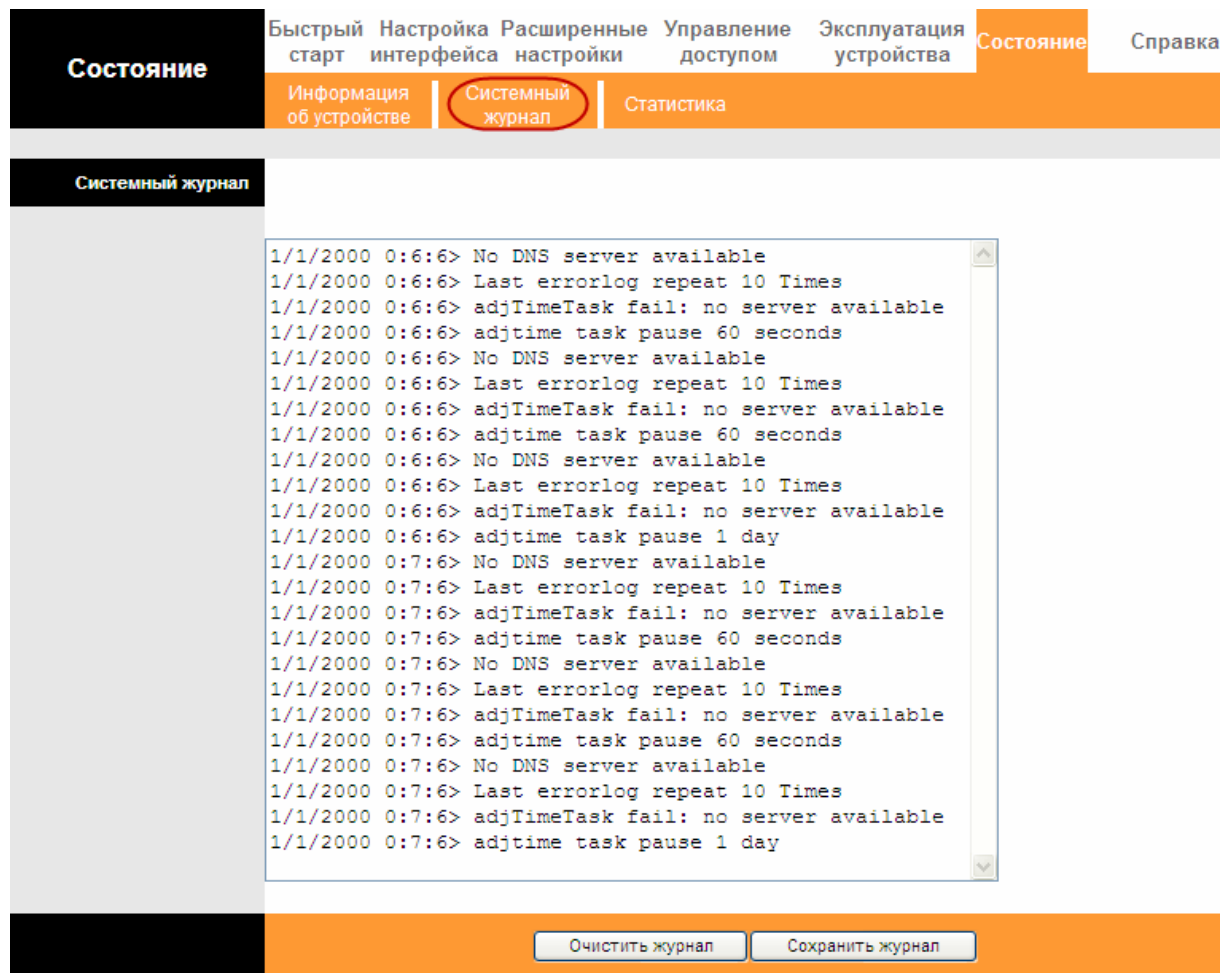 Состояние
Быстрый старт
Настройка интерфейса
Расширенные настройки
Управление доступом
Эксплуатация устройства
Состояние
Справка
Информация об устройстве
Системный журнал
Статистика
Системный журнал
1/1/2000 0:6:6> No DNS server available
1/1/2000 0:6:6> Last errorlog repeat 10 Times
1/1/2000 0:6:6> adjTimeTask fail: no server available
1/1/2000 0:6:6> adjtime task pause 60 seconds
1/1/2000 0:6:6> No DNS server available
1/1/2000 0:6:6> Last errorlog repeat 10 Times
1/1/2000 0:6:6> adjTimeTask fail: no server available
1/1/2000 0:6:6> adjtime task pause 60 seconds
1/1/2000 0:6:6> No DNS server available
1/1/2000 0:6:6> Last errorlog repeat 10 Times
1/1/2000 0:6:6> adjTimeTask fail: no server available
1/1/2000 0:6:6> adjtime task pause 1 day
1/1/2000 0:7:6> No DNS server available
1/1/2000 0:7:6> Last errorlog repeat 10 Times
1/1/2000 0:7:6> adjTimeTask fail: no server available
1/1/2000 0:7:6> adjtime task pause 60 seconds
1/1/2000 0:7:6> No DNS server available
1/1/2000 0:7:6> Last errorlog repeat 10 Times
1/1/2000 0:7:6> adjTimeTask fail: no server available
1/1/2000 0:7:6> adjtime task pause 60 seconds
1/1/2000 0:7:6> No DNS server available
1/1/2000 0:7:6> Last errorlog repeat 10 Times
1/1/2000 0:7:6> adjTimeTask fail: no server available
1/1/2000 0:7:6> adjtime task pause 1 day
Очистить журнал
Сохранить журнал